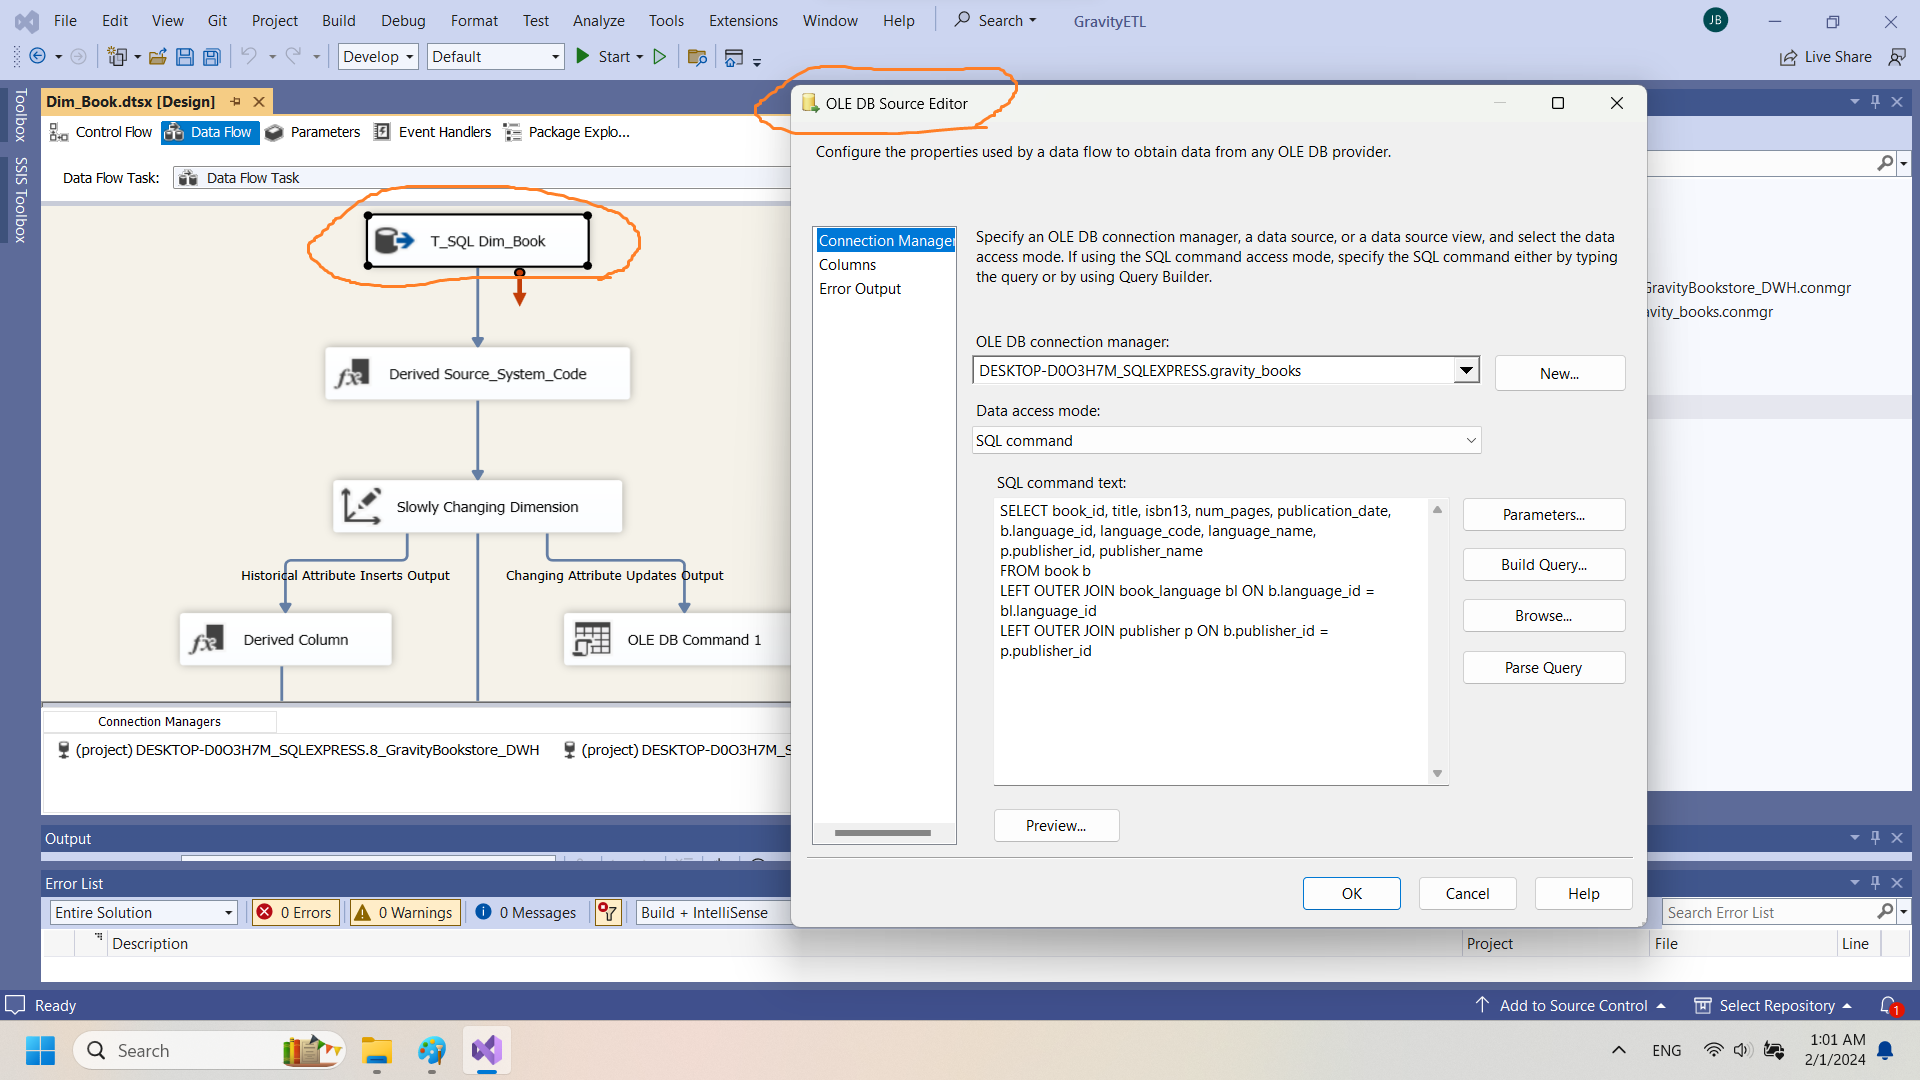 File Edit View Git Project Build Debug Format Test Analyze Tools Extensions Window Help Search GravityETL JB
Develop Default Start Live Share
Toolbox
SSIS Toolbox
Dim_Book.dtsx [Design]
Control Flow Data Flow Parameters Event Handlers Package Explo...
Data Flow Task: Data Flow Task
T_SQL Dim_Book
Derived Source_System_Code
Slowly Changing Dimension
Historical Attribute Inserts Output Changing Attribute Updates Output
Derived Column OLE DB Command 1
Connection Managers
(project) DESKTOP-D0O3H7M_SQLEXPRESS.8_GravityBookstore_DWH (project) DESKTOP-D0O3H7M_S
OLE DB Source Editor
Configure the properties used by a data flow to obtain data from any OLE DB provider.
Connection Manager
Columns
Error Output
Specify an OLE DB connection manager, a data source, or a data source view, and select the data
access mode. If using the SQL command access mode, specify the SQL command either by typing
the query or by using Query Builder.
OLE DB connection manager:
DESKTOP-D0O3H7M_SQLEXPRESS.gravity_books New...
Data access mode:
SQL command
SQL command text:
SELECT book_id, title, isbn13, num_pages, publication_date,
b.language_id, language_code, language_name,
p.publisher_id, publisher_name
FROM book b
LEFT OUTER JOIN book_language bl ON b.language_id =
bl.language_id
LEFT OUTER JOIN publisher p ON b.publisher_id =
p.publisher_id
Parameters...
Build Query...
Browse...
Parse Query
Preview...
OK Cancel Help
GravityBookstore_DWH.conmgr
avity_books.conmgr
Output
Error List
Entire Solution 0 Errors 0 Warnings 0 Messages Build + IntelliSense Search Error List
Description Project File Line
Ready Add to Source Control Select Repository 1
Search ENG 1:01 AM
2/1/2024